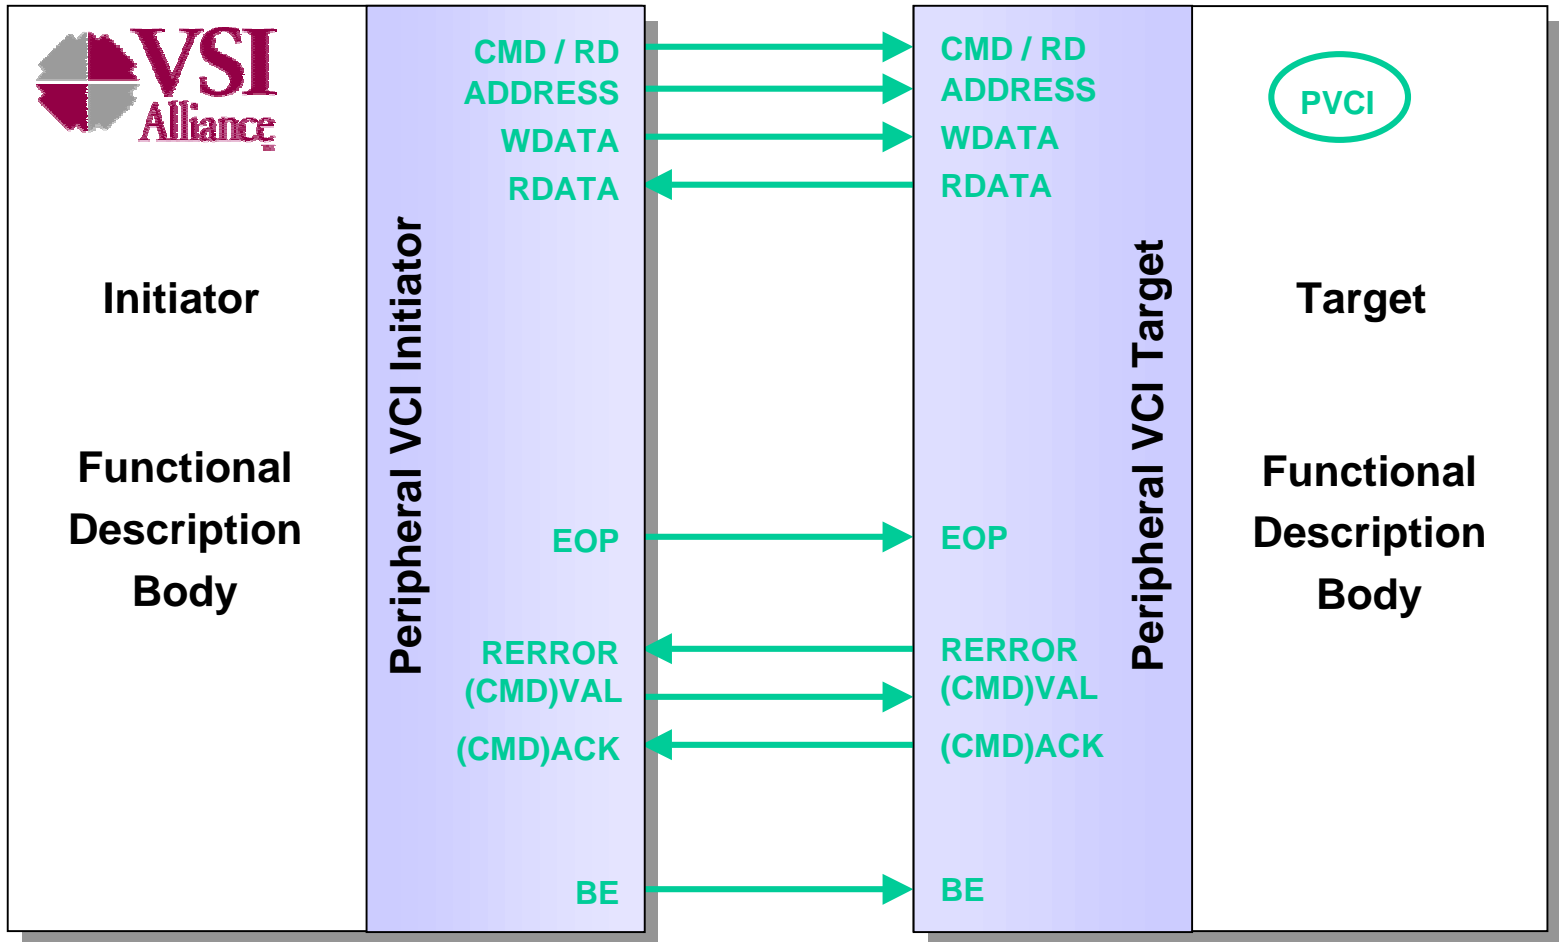 VSI
Alliance
Initiator
Functional
Description
Body
Peripheral VCI Initiator
CMD / RD
ADDRESS
WDATA
RDATA
EOP
RERROR
(CMD)VAL
(CMD)ACK
BE
CMD / RD
ADDRESS
WDATA
RDATA
EOP
RERROR
(CMD)VAL
(CMD)ACK
BE
Peripheral VCI Target
PVCI
Target
Functional
Description
Body